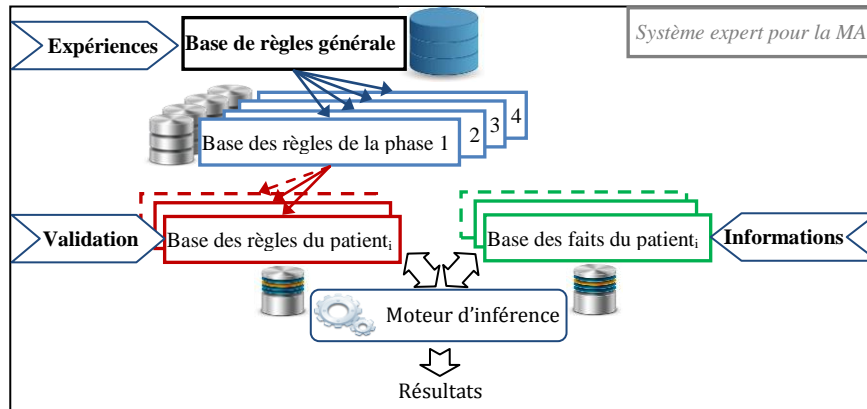 Système expert pour la MA
Expériences
Base de règles générale
Base des règles de la phase 1
2
3
4
Validation
Base des règles du patienti
Base des faits du patienti
Informations
Moteur d'inférence
Résultats